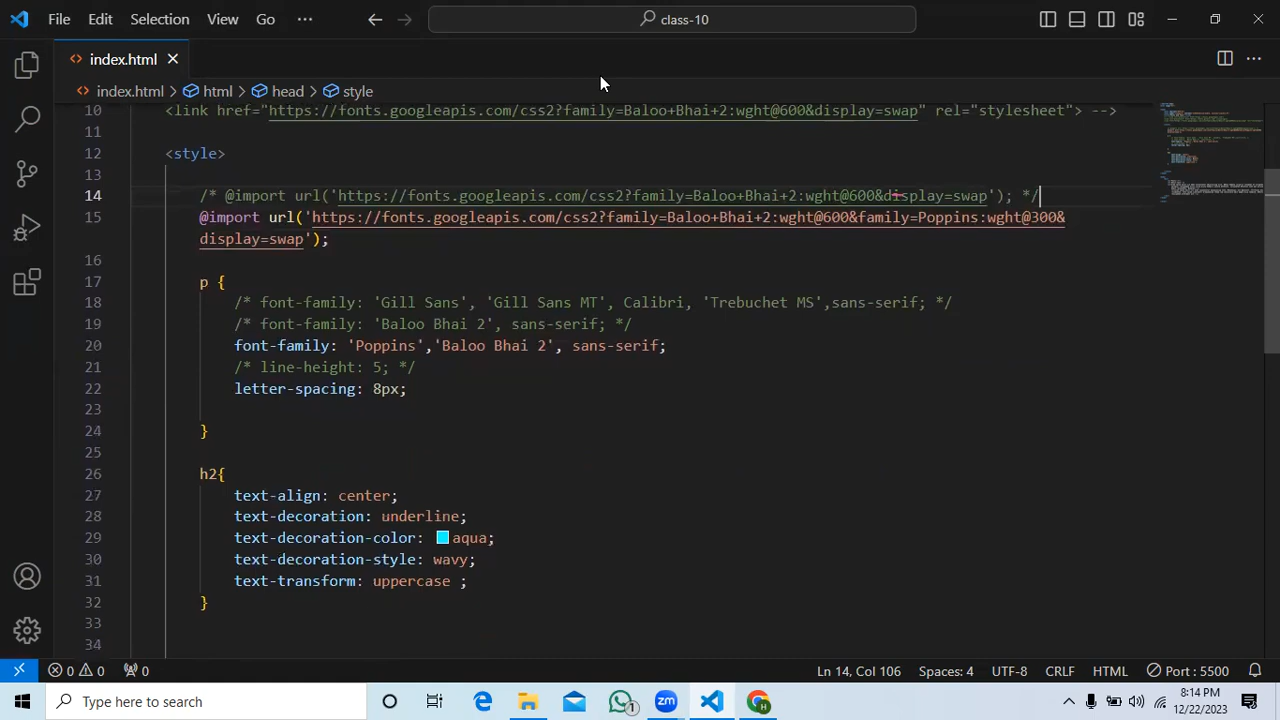 File Edit Selection View Go ··· class-10
index.html
index.html > html > head > style
10 <link href="https://fonts.googleapis.com/css2?family=Baloo+Bhai+2:wght@600&display=swap" rel="stylesheet"> -->
11
12 <style>
13
14 /* @import url('https://fonts.googleapis.com/css2?family=Baloo+Bhai+2:wght@600&display=swap'); */
15 @import url('https://fonts.googleapis.com/css2?family=Baloo+Bhai+2:wght@600&family=Poppins:wght@300&
display=swap');
16
17 p {
18 /* font-family: 'Gill Sans', 'Gill Sans MT', Calibri, 'Trebuchet MS',sans-serif; */
19 /* font-family: 'Baloo Bhai 2', sans-serif; */
20 font-family: 'Poppins','Baloo Bhai 2', sans-serif;
21 /* line-height: 5; */
22 letter-spacing: 8px;
23
24 }
25
26 h2{
27 text-align: center;
28 text-decoration: underline;
29 text-decoration-color: aqua;
30 text-decoration-style: wavy;
31 text-transform: uppercase ;
32 }
33
34
0 0 0 Ln 14, Col 106 Spaces: 4 UTF-8 CRLF HTML Port : 5500
Type here to search 1 zm 8:14 PM
12/22/2023